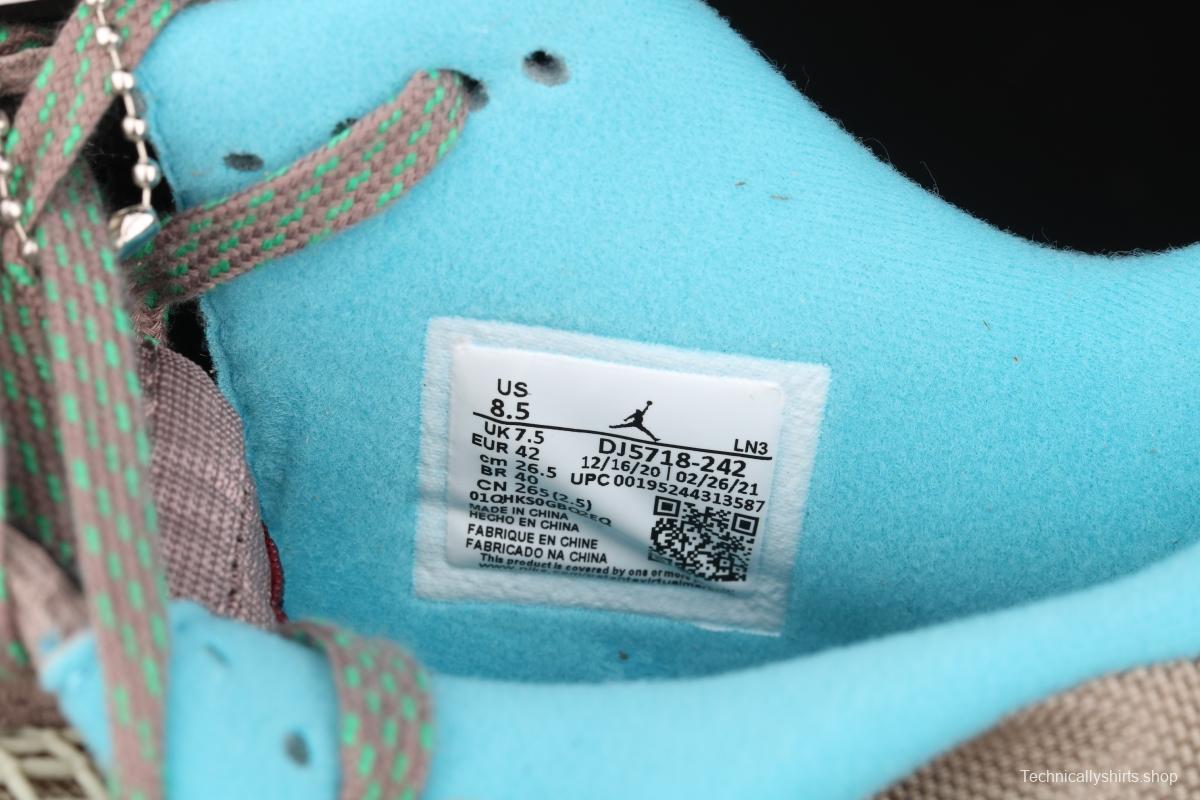 US
8.5
LN3
UK 7.5
DJ5718-242
EUR 42
12/16/20 | 02/26/21
cm 26.5
UPC 00195244313587
BR 40
CN 265 (2.5)
MADE IN CHINA
HECHO EN CHINA
FABRIQUE EN CHINE
FABRICADO NA CHINA
This product is covered by one or more
Technicallyshirts.shop